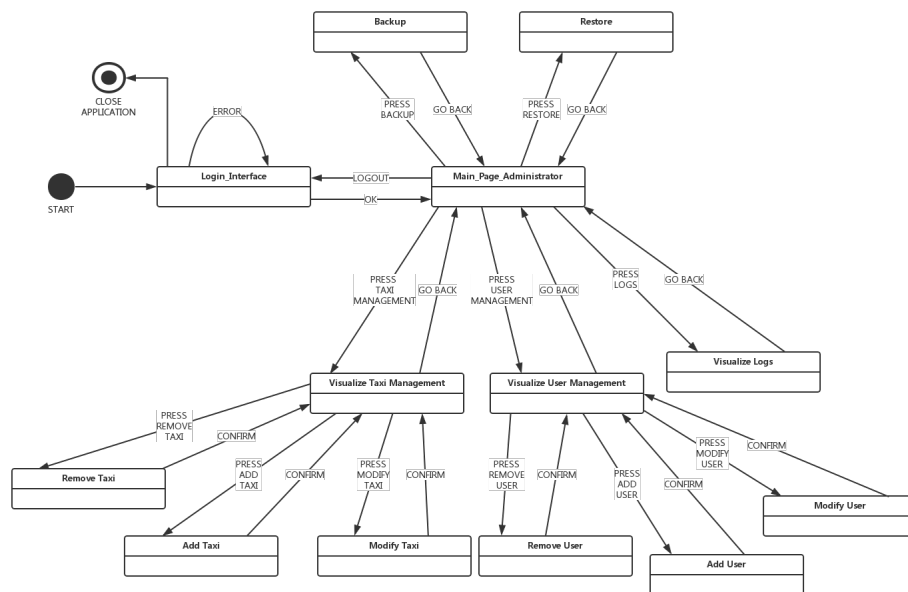 Backup
Restore
CLOSE
APPLICATION
ERROR
PRESS
BACKUP
GO BACK
PRESS
RESTORE
GO BACK
Login_Interface
LOGOUT
Main_Page_Administrator
OK
START
PRESS
TAXI
MANAGEMENT
GO BACK
PRESS
USER
MANAGEMENT
GO BACK
PRESS
LOGS
GO BACK
Visualize Logs
Visualize Taxi Management
Visualize User Management
PRESS
REMOVE
TAXI
CONFIRM
PRESS
ADD
TAXI
CONFIRM
PRESS
MODIFY
TAXI
CONFIRM
PRESS
REMOVE
USER
CONFIRM
PRESS
ADD
USER
CONFIRM
PRESS
MODIFY
USER
CONFIRM
Remove Taxi
Add Taxi
Modify Taxi
Remove User
Add User
Modify User